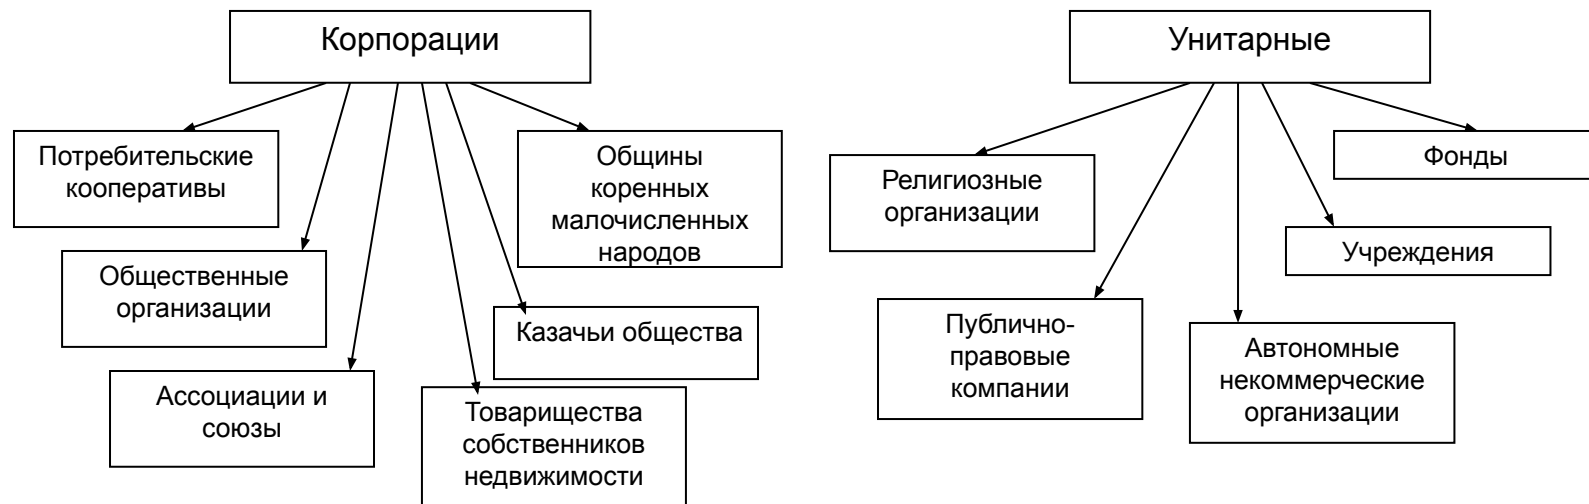 Корпорации
Потребительские
кооперативы
Общины
коренных
малочисленных
народов
Общественные
организации
Казачьи общества
Ассоциации и
союзы
Товарищества
собственников
недвижимости
Унитарные
Религиозные
организации
Фонды
Учреждения
Публично-
правовые
компании
Автономные
некоммерческие
организации